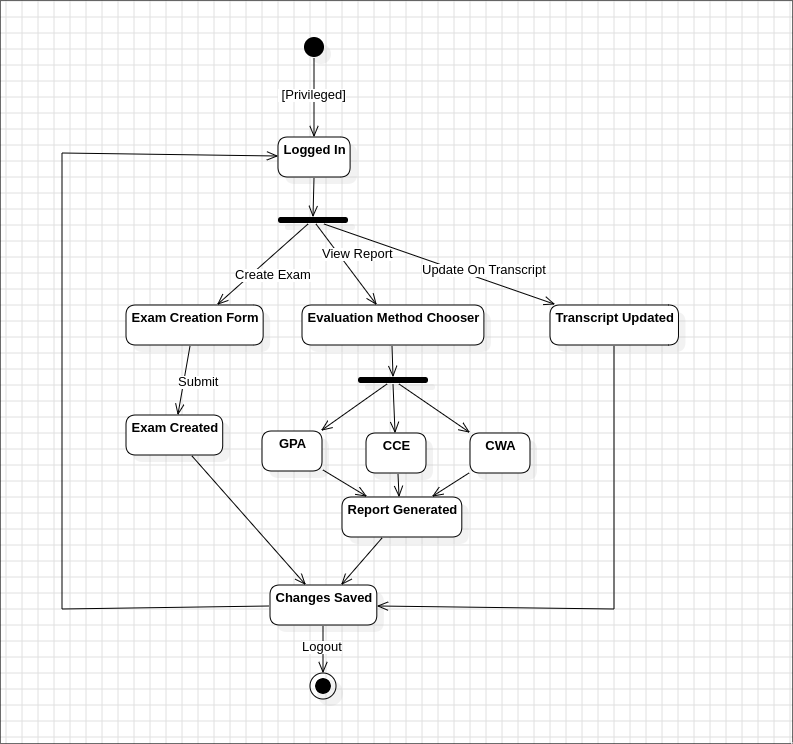 [Privileged]
Logged In
View Report
Update On Transcript
Create Exam
Exam Creation Form
Evaluation Method Chooser
Transcript Updated
Submit
Exam Created
GPA
CCE
CWA
Report Generated
Changes Saved
Logout